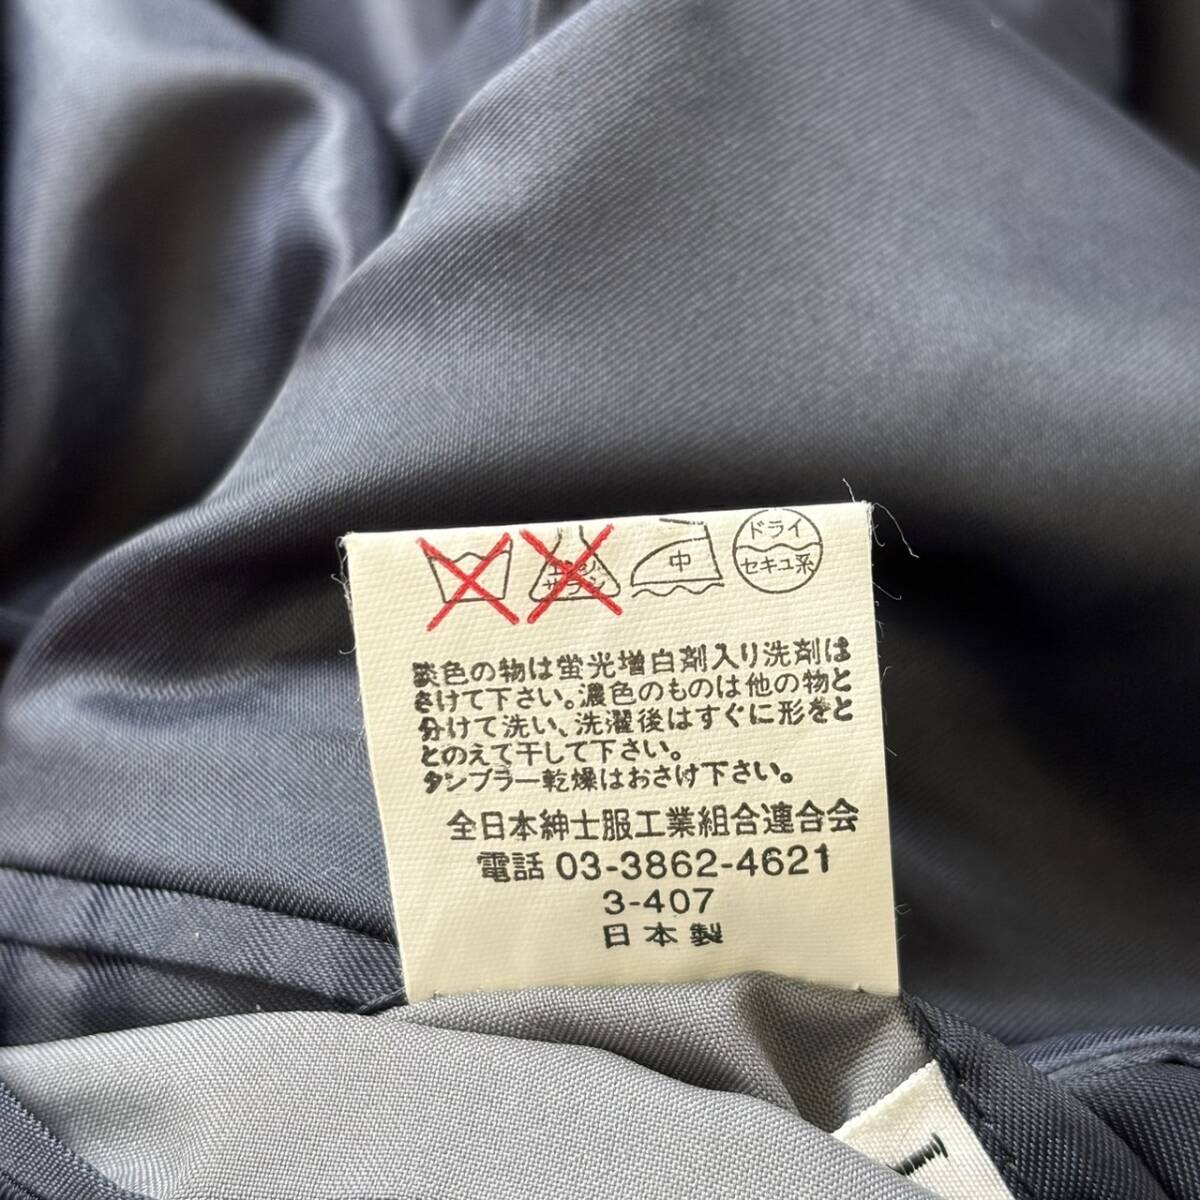 中
ドライ
セキユ系
淡色の物は蛍光増白剤入り洗剤は
さけて下さい。濃色のものは他の物と
分けて洗い、洗濯後はすぐに形をと
とのえて干して下さい。
タンブラー乾燥はおさけ下さい。
全日本紳士服工業組合連合会
電話 03-3862-4621
3-407
日本製